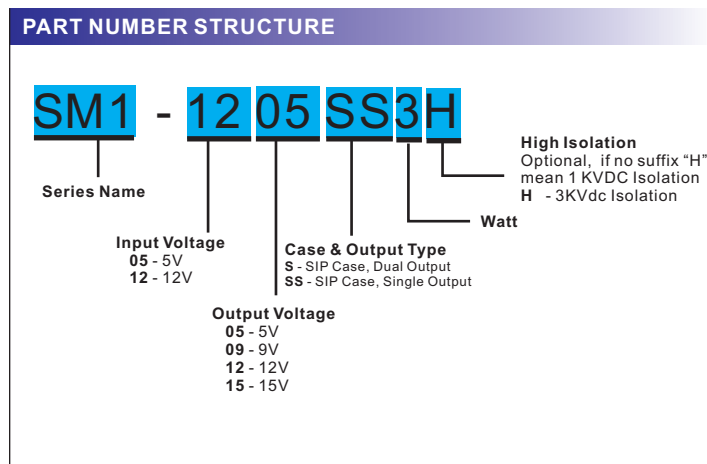 PART NUMBER STRUCTURE
SM1 - 12 05 SS 3 H
High Isolation
Optional, if no suffix “H”
mean 1 KVDC Isolation
H - 3KVdc Isolation
Series Name
Watt
Input Voltage
05 - 5V
12 - 12V
Case & Output Type
S - SIP Case, Dual Output
SS - SIP Case, Single Output
Output Voltage
05 - 5V
09 - 9V
12 - 12V
15 - 15V